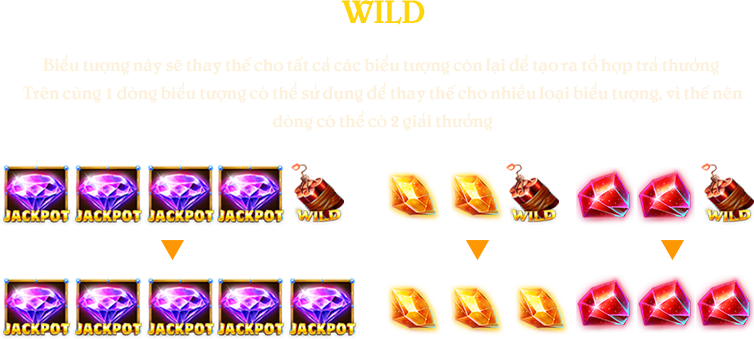 WILD
Biểu tượng này sẽ thay thế cho tất cả các biểu tượng còn lại để tạo ra tổ hợp trả thưởng
Trên cùng 1 dòng biểu tượng có thể sử dụng để thay thế cho nhiều loại biểu tượng, vì thế nên
dòng có thể có 2 giải thưởng
JACKPOT JACKPOT JACKPOT JACKPOT WILD WILD WILD
JACKPOT JACKPOT JACKPOT JACKPOT JACKPOT